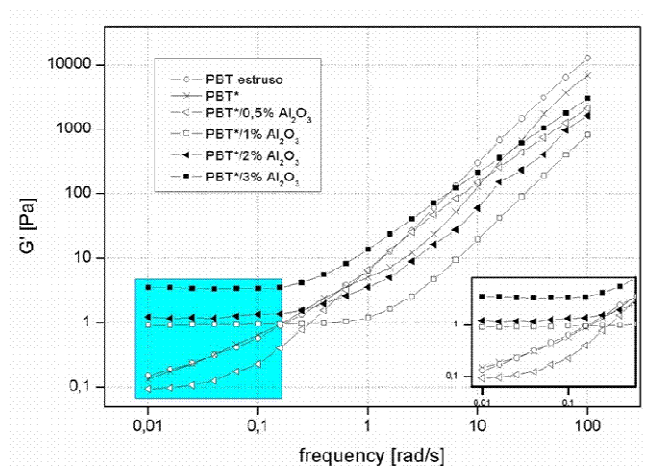 10000
1000
100
10
1
0,1
G' [Pa]
PBT estruso
PBT*
PBT*/0,5% Al₂O₃
PBT*/1% Al₂O₃
PBT*/2% Al₂O₃
PBT*/3% Al₂O₃
1
0,1
0,01
0,1
0,01
0,1
1
10
100
frequency [rad/s]